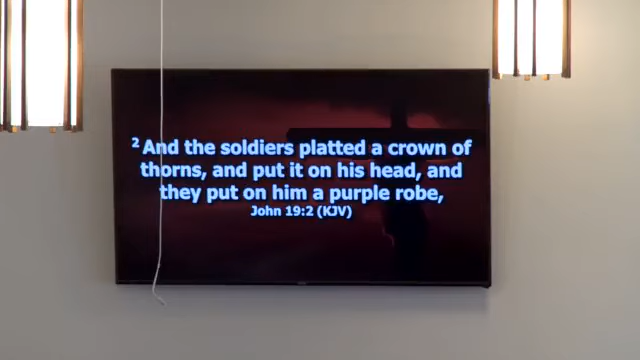 2 And the soldiers platted a crown of
thorns, and put it on his head, and
they put on him a purple robe,
John 19:2 (KJV)